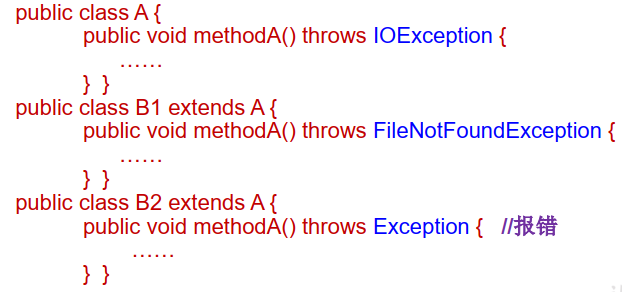 public class A {
public void methodA() throws IOException {
……
} }
public class B1 extends A {
public void methodA() throws FileNotFoundException {
……
} }
public class B2 extends A {
public void methodA() throws Exception { //报错
……
} }